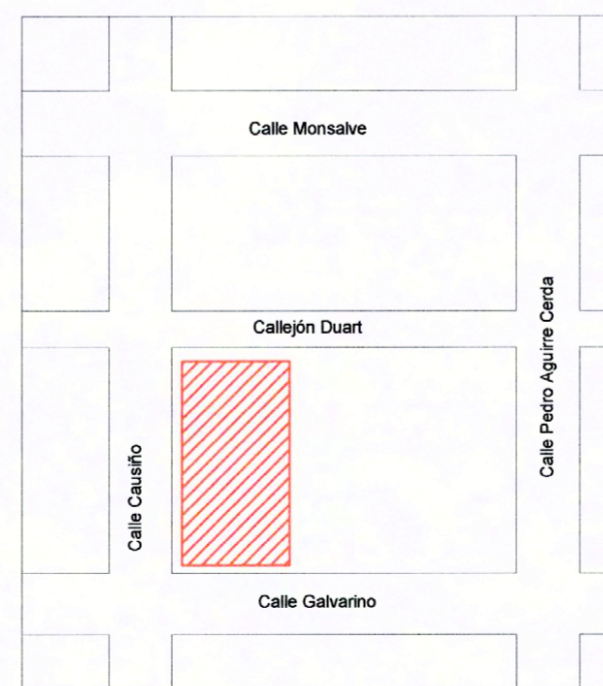 Calle Monsalve
Callejón Duart
Calle Pedro Aguirre Cerda
Calle Causiño
Calle Galvarino